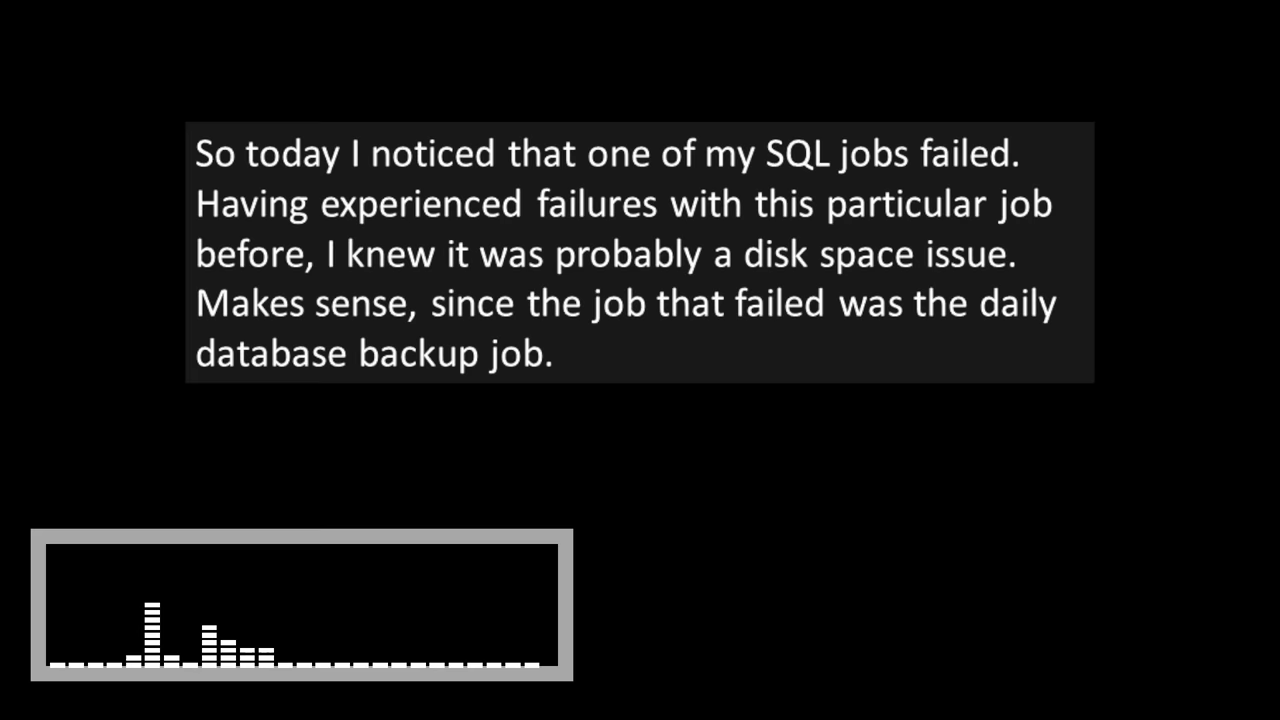 So today I noticed that one of my SQL jobs failed.
Having experienced failures with this particular job
before, I knew it was probably a disk space issue.
Makes sense, since the job that failed was the daily
database backup job.